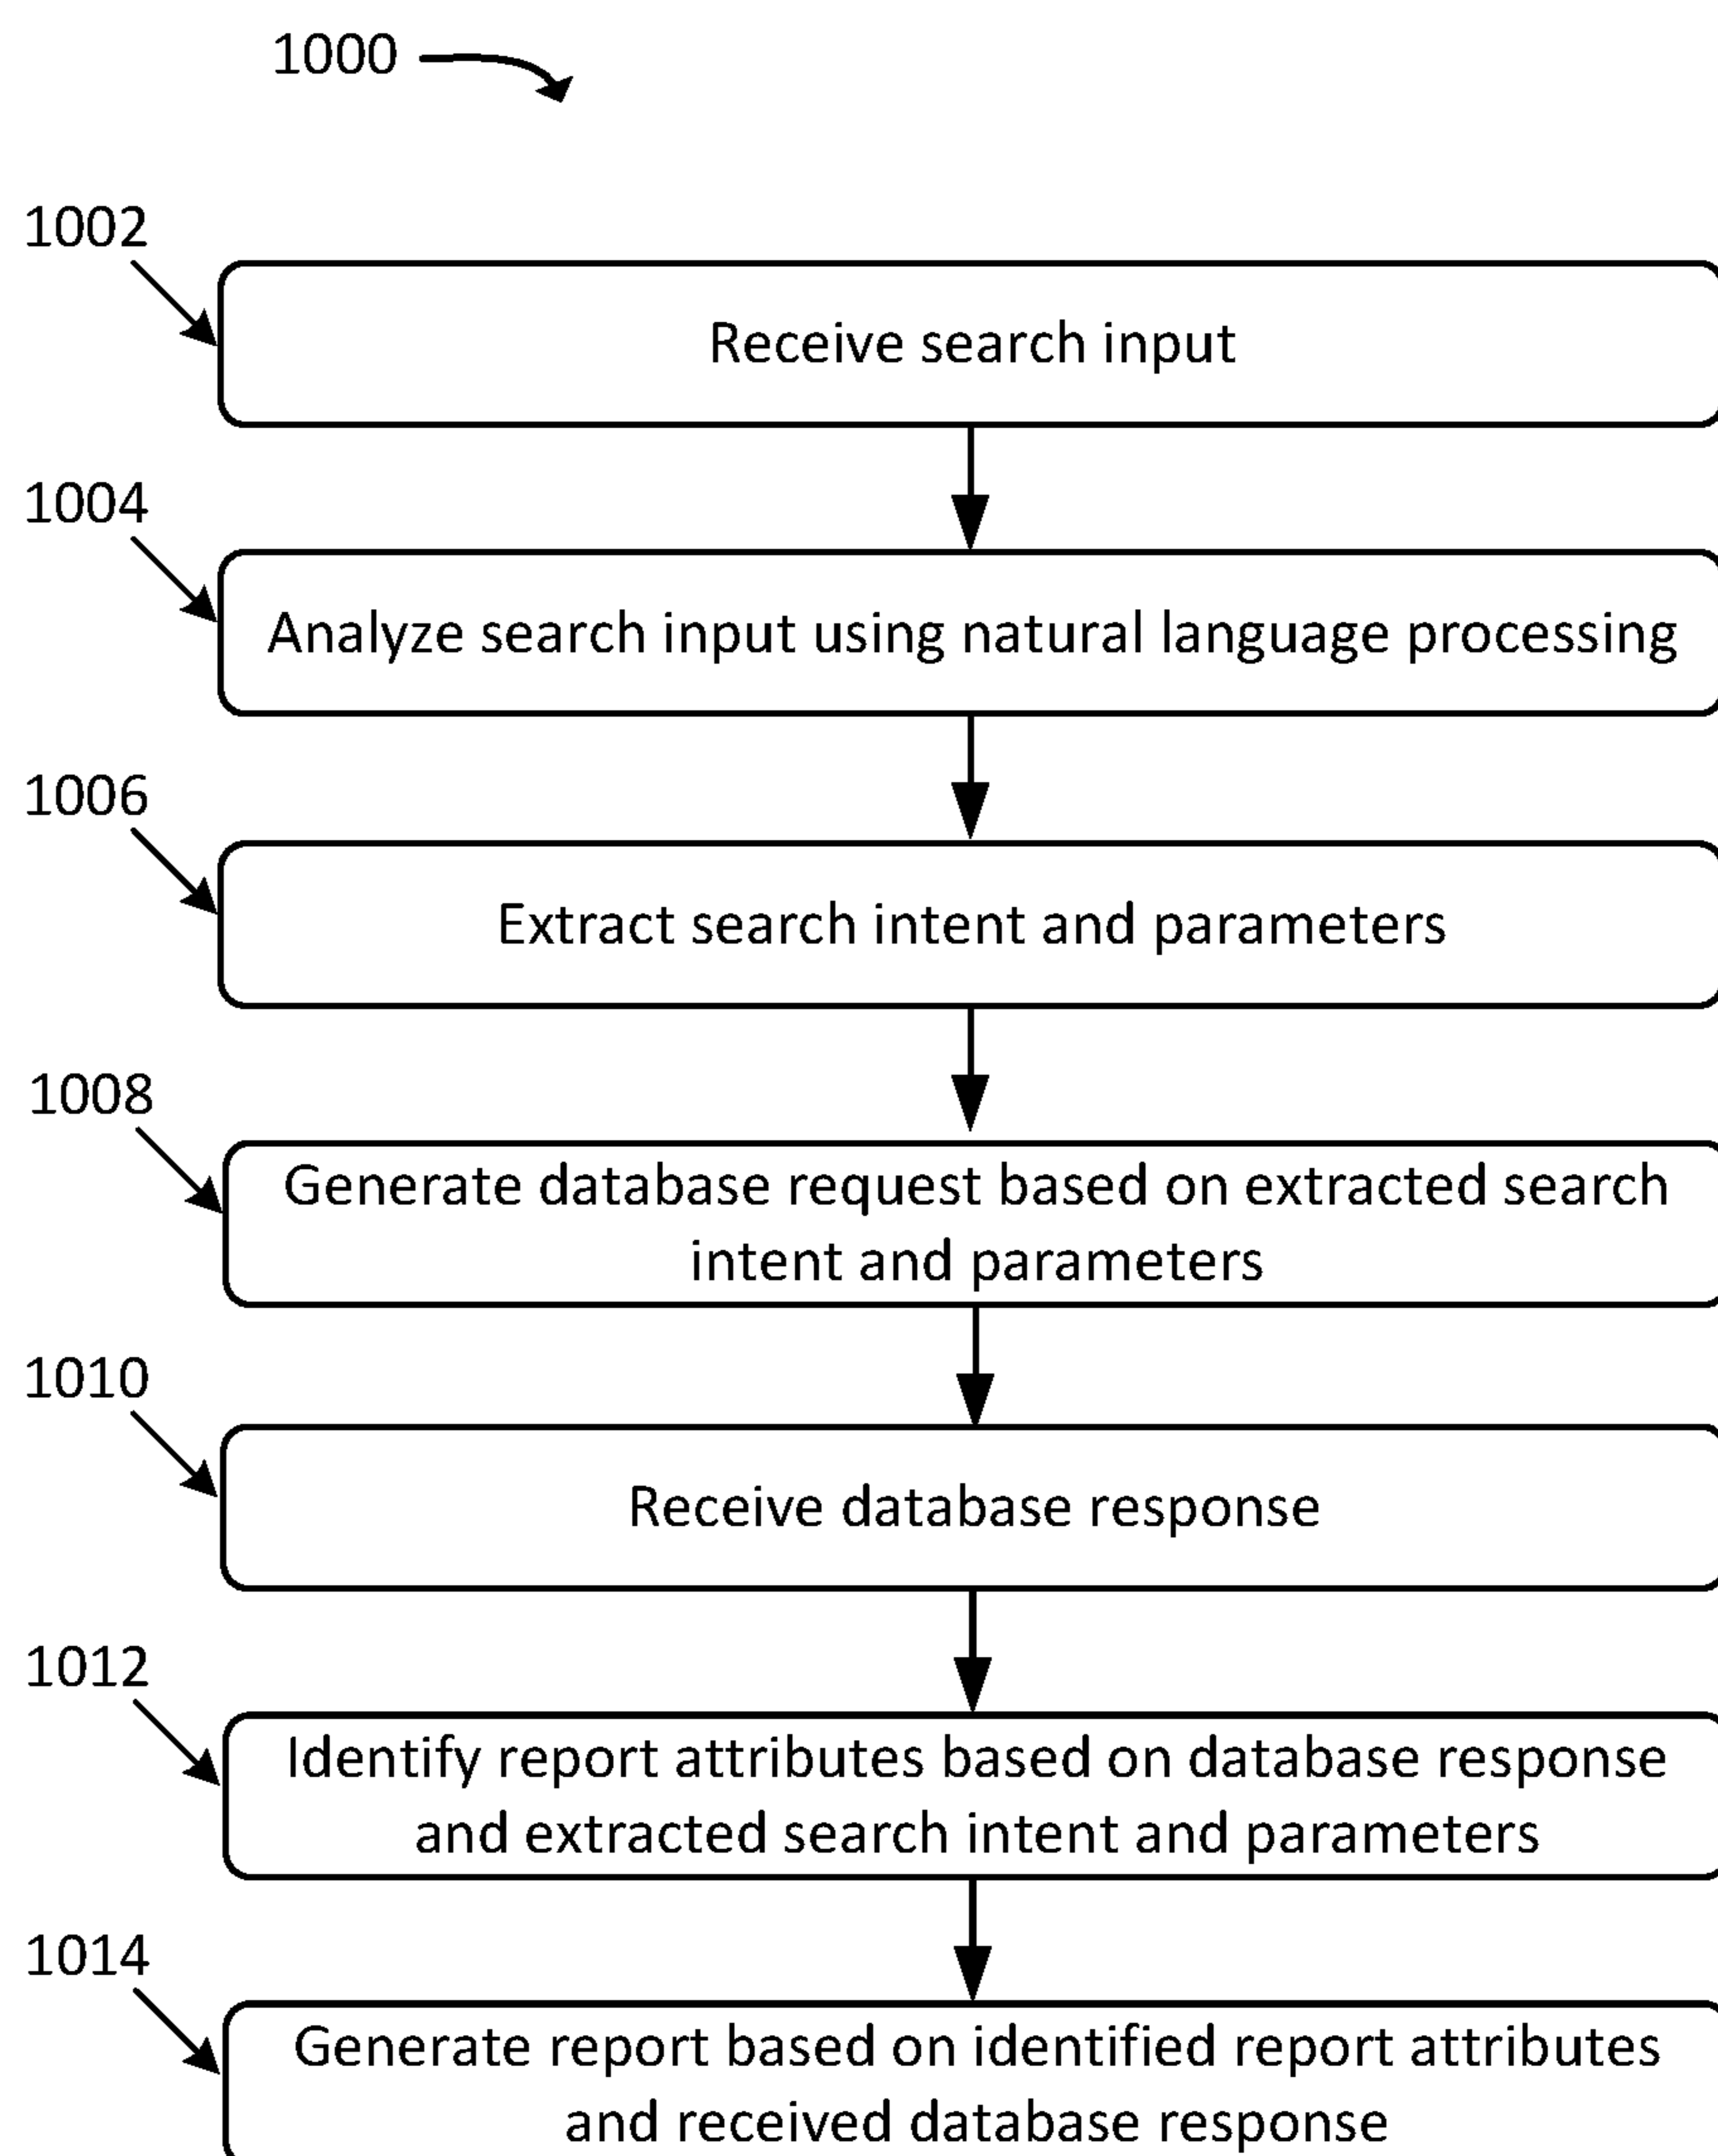 1000
1002
Receive search input
1004
Analyze search input using natural language processing
1006
Extract search intent and parameters
1008
Generate database request based on extracted search
intent and parameters
1010
Receive database response
1012
Identify report attributes based on database response
and extracted search intent and parameters
1014
Generate report based on identified report attributes
and received database response